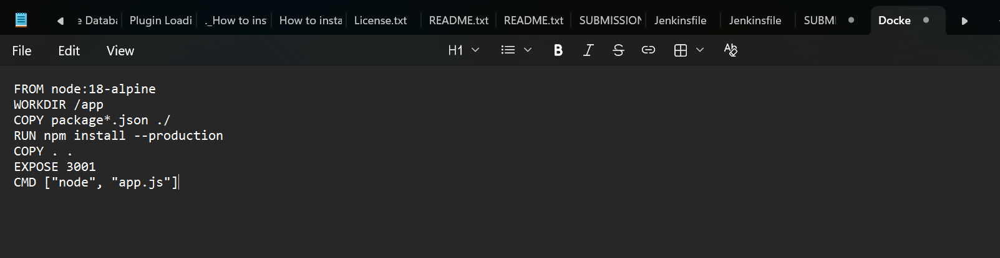 e Databa
Plugin Loadi
._How to ins
How to insta
License.txt
README.txt
README.txt
SUBMISSION
Jenkinsfile
Jenkinsfile
SUBMI
Docke
File
Edit
View
H1
B
I
S
FROM node:18-alpine
WORKDIR /app
COPY package*.json ./
RUN npm install --production
COPY . .
EXPOSE 3001
CMD ["node", "app.js"]